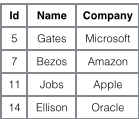 Id Name Company
5 Gates Microsoft
7 Bezos Amazon
11 Jobs Apple
14 Ellison Oracle